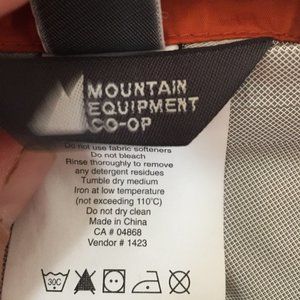 MOUNTAIN
EQUIPMENT
CO-OP
Do not use fabric softeners
Do not bleach
Rinse thoroughly to remove
any detergent residues
Tumble dry medium
Iron at low temperature
(not exceeding 110°C)
Do not dry clean
Made in China
CA # 04868
Vendor # 1423
30C